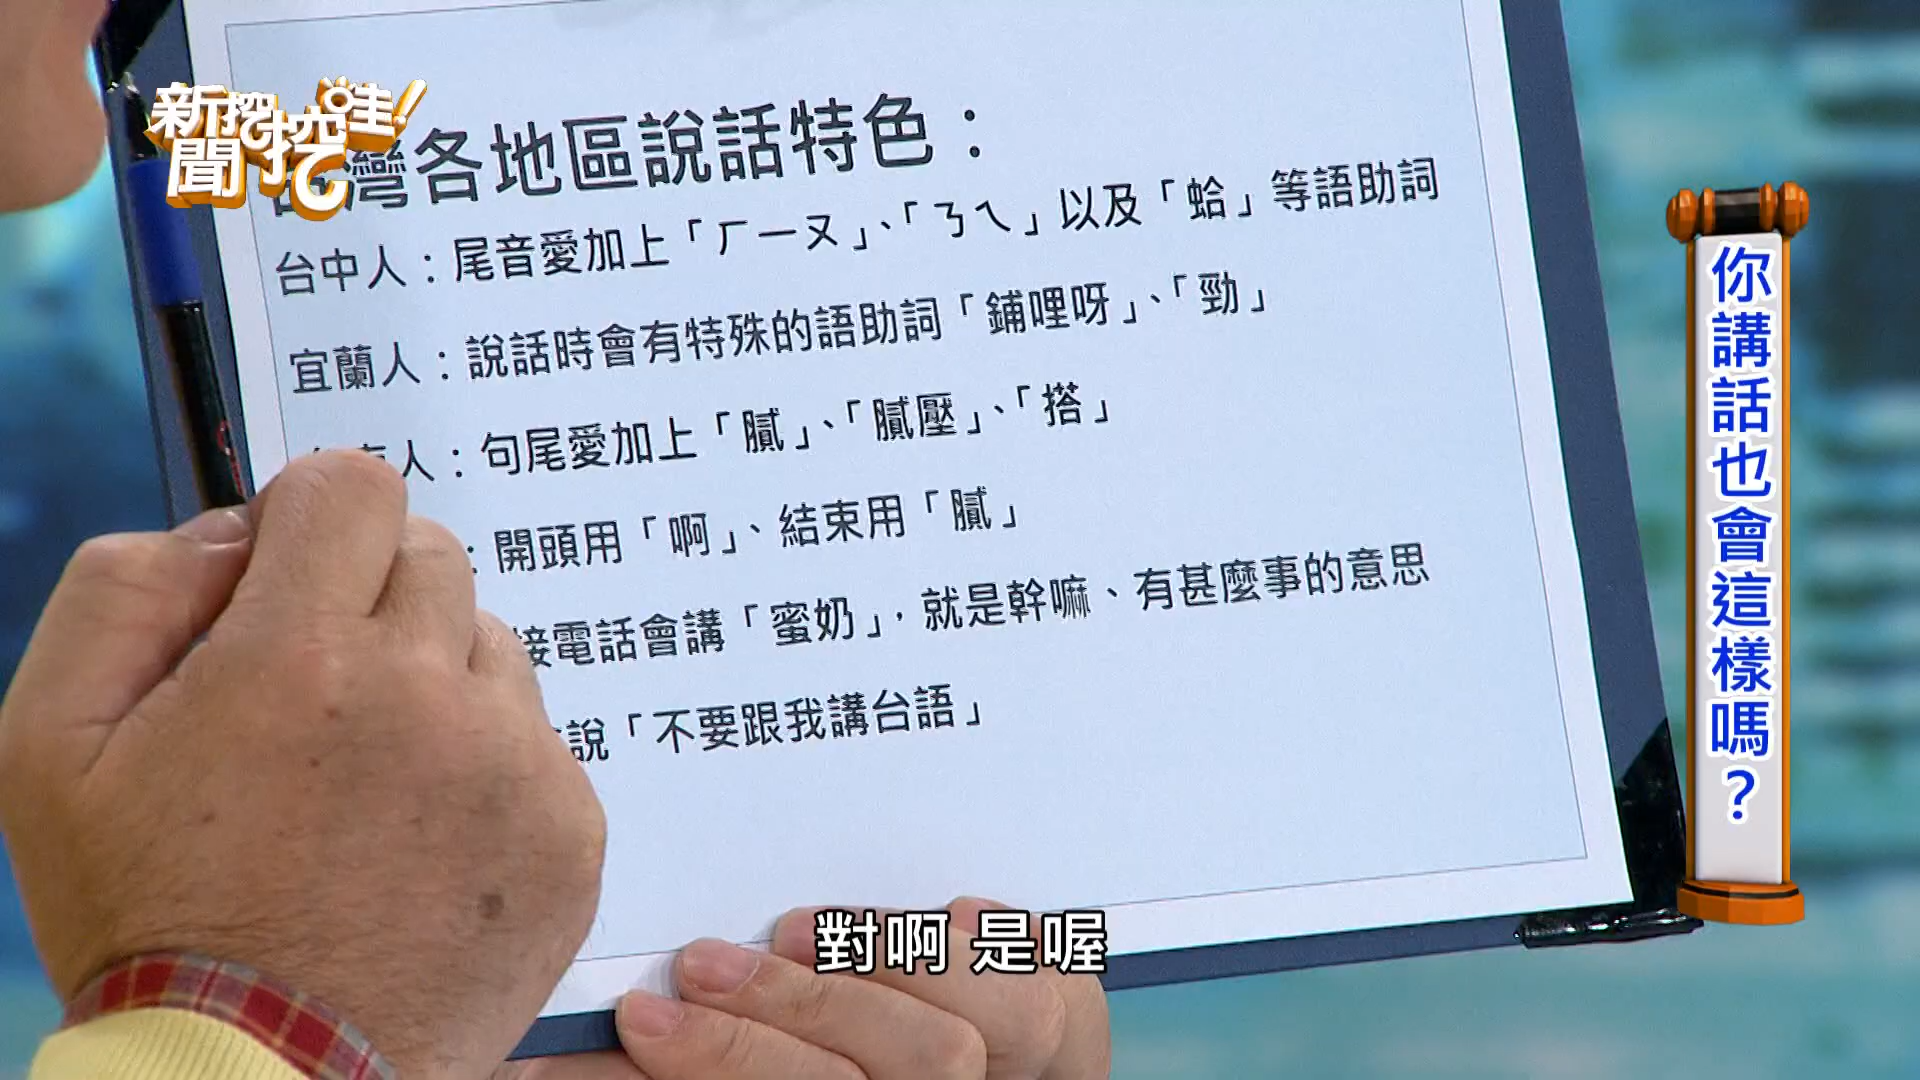 新聞挖挖哇!
灣各地區說話特色：
台中人：尾音愛加上「ㄏㄧㄡ」、「ㄋㄟ」以及「蛤」等語助詞
宜蘭人：說話時會有特殊的語助詞「鋪哩呀」、「勁」
人：句尾愛加上「膩」、「膩壓」、「搭」
：開頭用「啊」、結束用「膩」
接電話會講「蜜奶」，就是幹嘛、有甚麼事的意思
說「不要跟我講台語」
你講話也會這樣嗎？
對啊 是喔